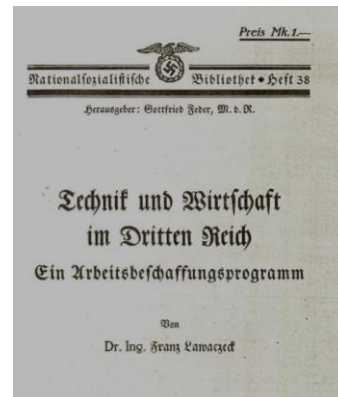 Preis Mk.1.—
Nationalsozialistische Bibliothek • Heft 38
Herausgeber: Gottfried Feder, M. d. R.
Technik und Wirtschaft
im Dritten Reich
Ein Arbeitsbeschaffungsprogramm
Von
Dr. Ing. Franz Lawaczeck